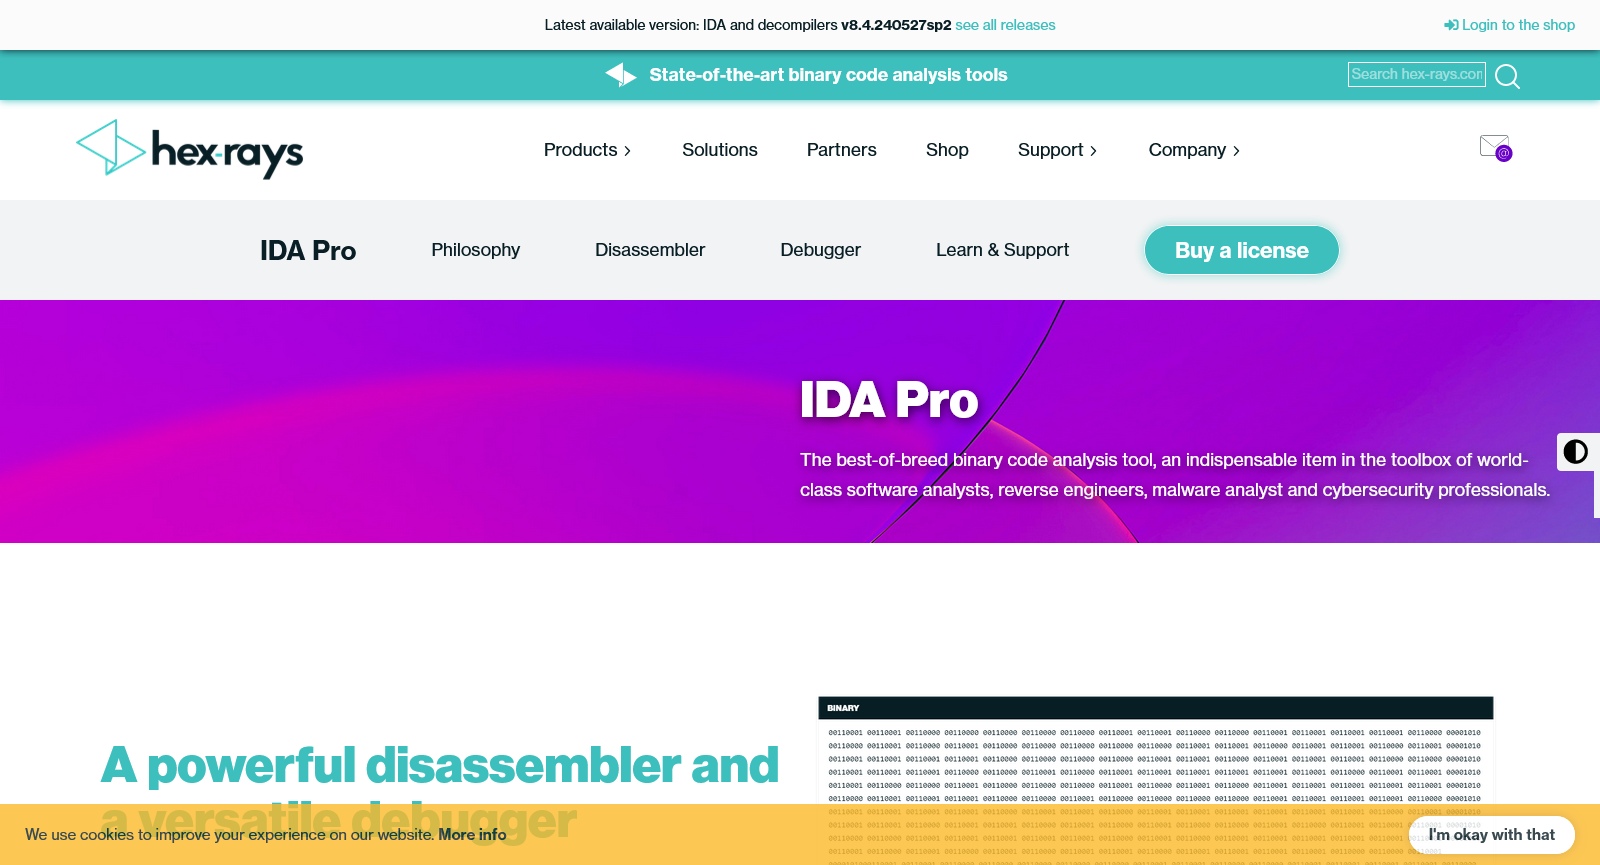 Latest available version: IDA and decompilers v8.4.240527sp2 see all releases
Login to the shop
State-of-the-art binary code analysis tools
Search hex-rays.com
hex-rays
Products
Solutions
Partners
Shop
Support
Company
@
IDA Pro
Philosophy
Disassembler
Debugger
Learn & Support
Buy a license
IDA Pro
The best-of-breed binary code analysis tool, an indispensable item in the toolbox of world-
class software analysts, reverse engineers, malware analyst and cybersecurity professionals.
A powerful disassembler and
a versatile debugger
BINARY
We use cookies to improve your experience on our website. More info
I'm okay with that